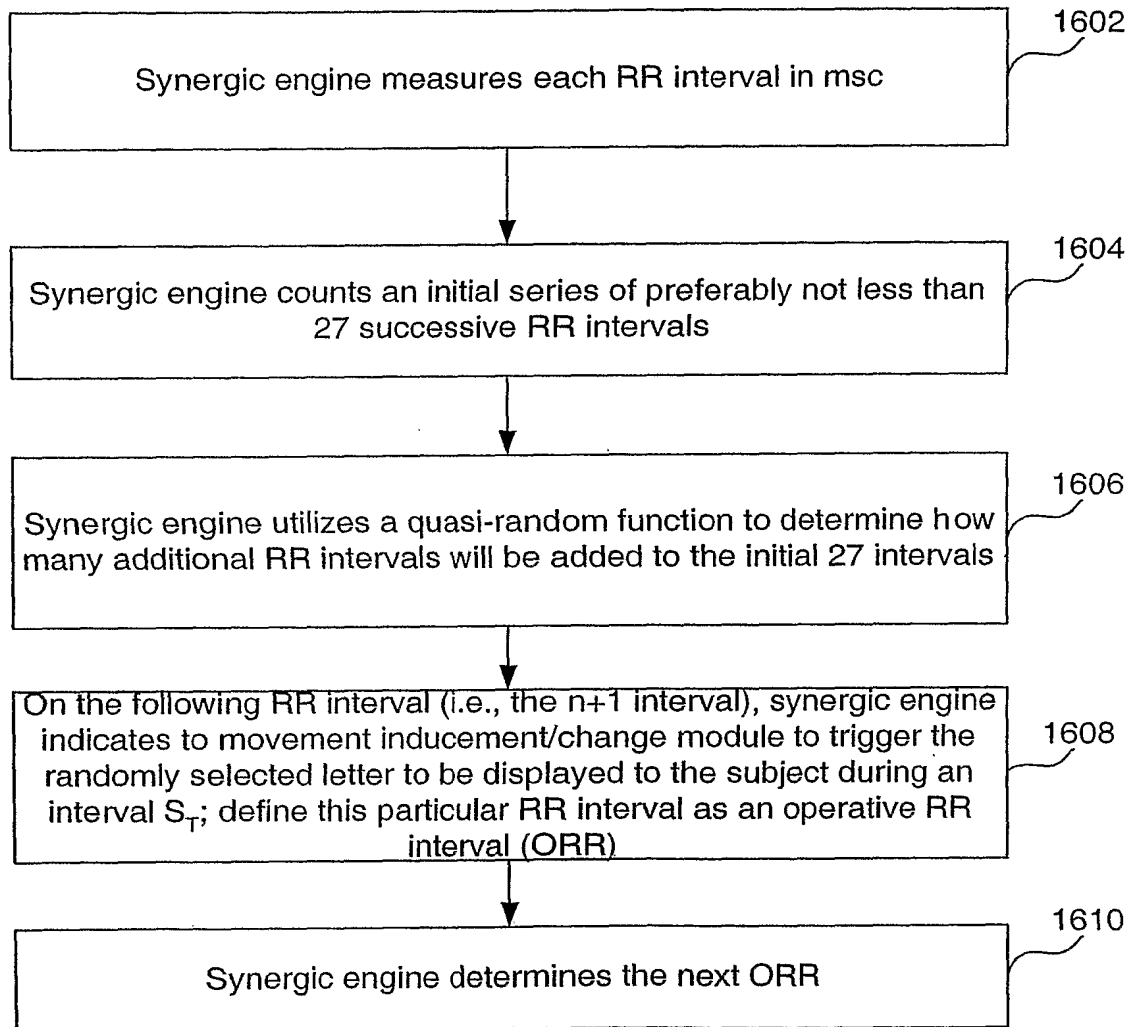 1602
Synergic engine measures each RR interval in msc
1604
Synergic engine counts an initial series of preferably not less than
27 successive RR intervals
1606
Synergic engine utilizes a quasi-random function to determine how
many additional RR intervals will be added to the initial 27 intervals
On the following RR interval (i.e., the n+1 interval), synergic engine
indicates to movement inducement/change module to trigger the
1608
randomly selected letter to be displayed to the subject during an
interval S_T; define this particular RR interval as an operative RR
interval (ORR)
1610
Synergic engine determines the next ORR